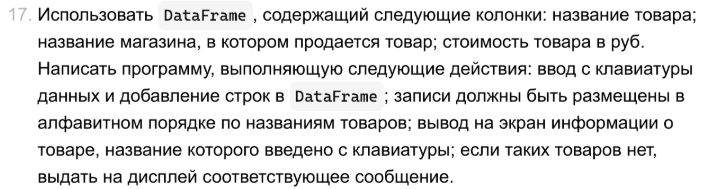 17. Использовать DataFrame , содержащий следующие колонки: название товара;
название магазина, в котором продается товар; стоимость товара в руб.
Написать программу, выполняющую следующие действия: ввод с клавиатуры
данных и добавление строк в DataFrame ; записи должны быть размещены в
алфавитном порядке по названиям товаров; вывод на экран информации о
товаре, название которого введено с клавиатуры; если таких товаров нет,
выдать на дисплей соответствующее сообщение.